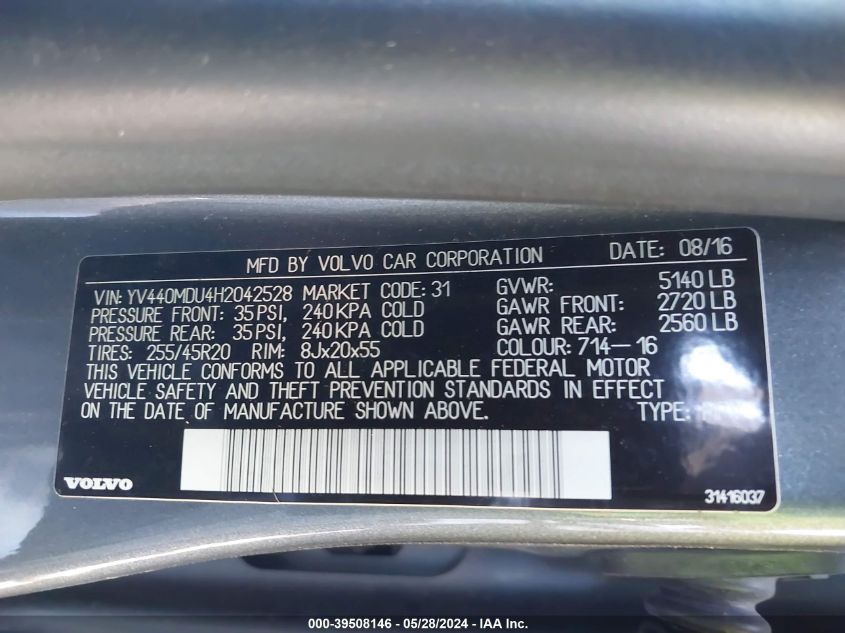 MFD BY VOLVO CAR CORPORATION DATE: 08/16
VIN: YV440MDU4H2042528 MARKET CODE: 31 GVWR: 5140 LB
PRESSURE FRONT: 35 PSI, 240 KPA COLD GAWR FRONT: 2720 LB
PRESSURE REAR: 35 PSI, 240 KPA COLD GAWR REAR: 2560 LB
TIRES: 255/45R20 RIM: 8Jx20x55 COLOUR: 714-16
THIS VEHICLE CONFORMS TO ALL APPLICABLE FEDERAL MOTOR
VEHICLE SAFETY AND THEFT PREVENTION STANDARDS IN EFFECT
ON THE DATE OF MANUFACTURE SHOWN ABOVE. TYPE:
VOLVO 31416037
000-39508146 - 05/28/2024 - IAA Inc.